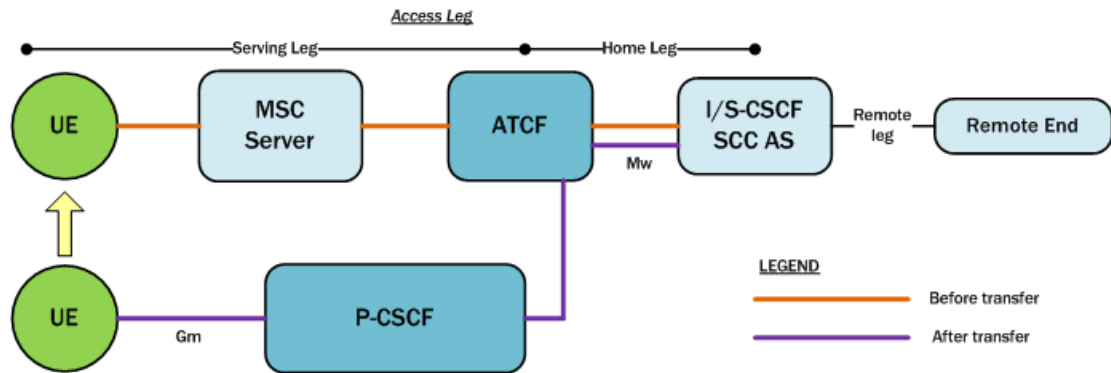 Access Leg
Serving Leg
Home Leg
UE
MSC
Server
ATCF
I/S-CSCF
SCC AS
Remote
leg
Remote End
Mw
UE
Gm
P-CSCF
LEGEND
Before transfer
After transfer